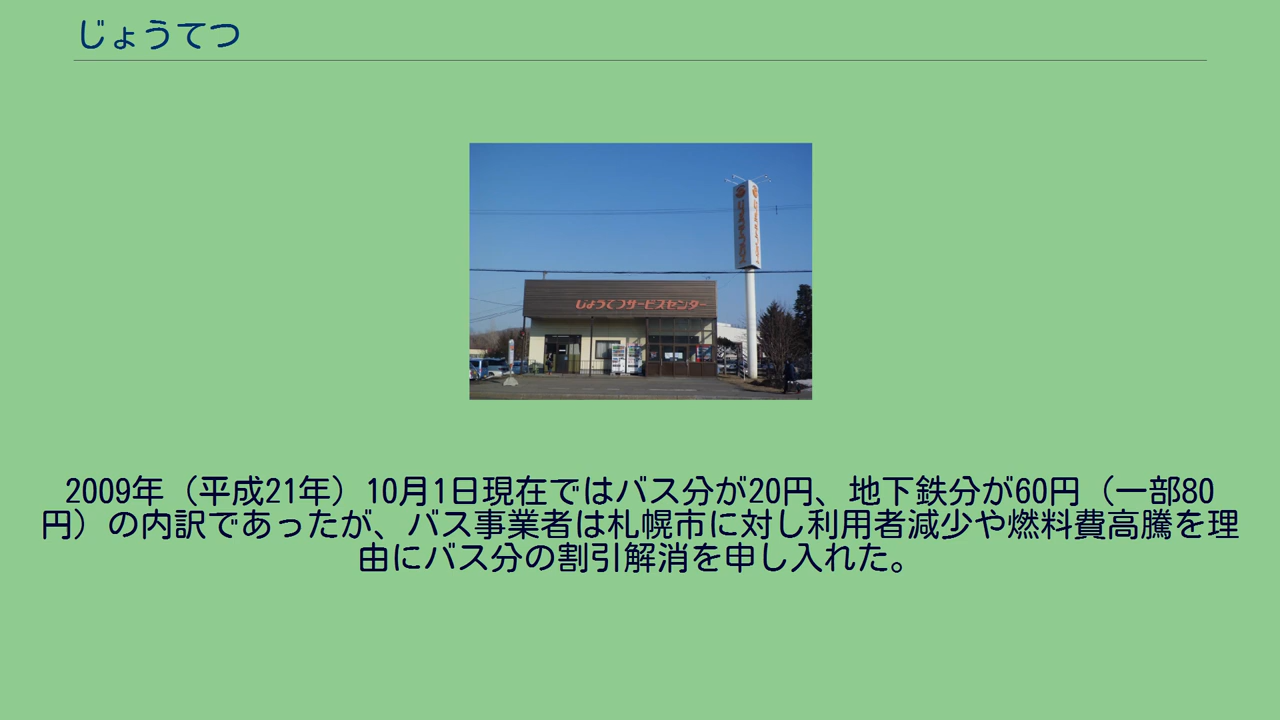 じょうてつ
じょうてつサービスセンター
2009年（平成21年）10月1日現在ではバス分が20円、地下鉄分が60円（一部80
円）の内訳であったが、バス事業者は札幌市に対し利用者減少や燃料費高騰を理
由にバス分の割引解消を申し入れた。